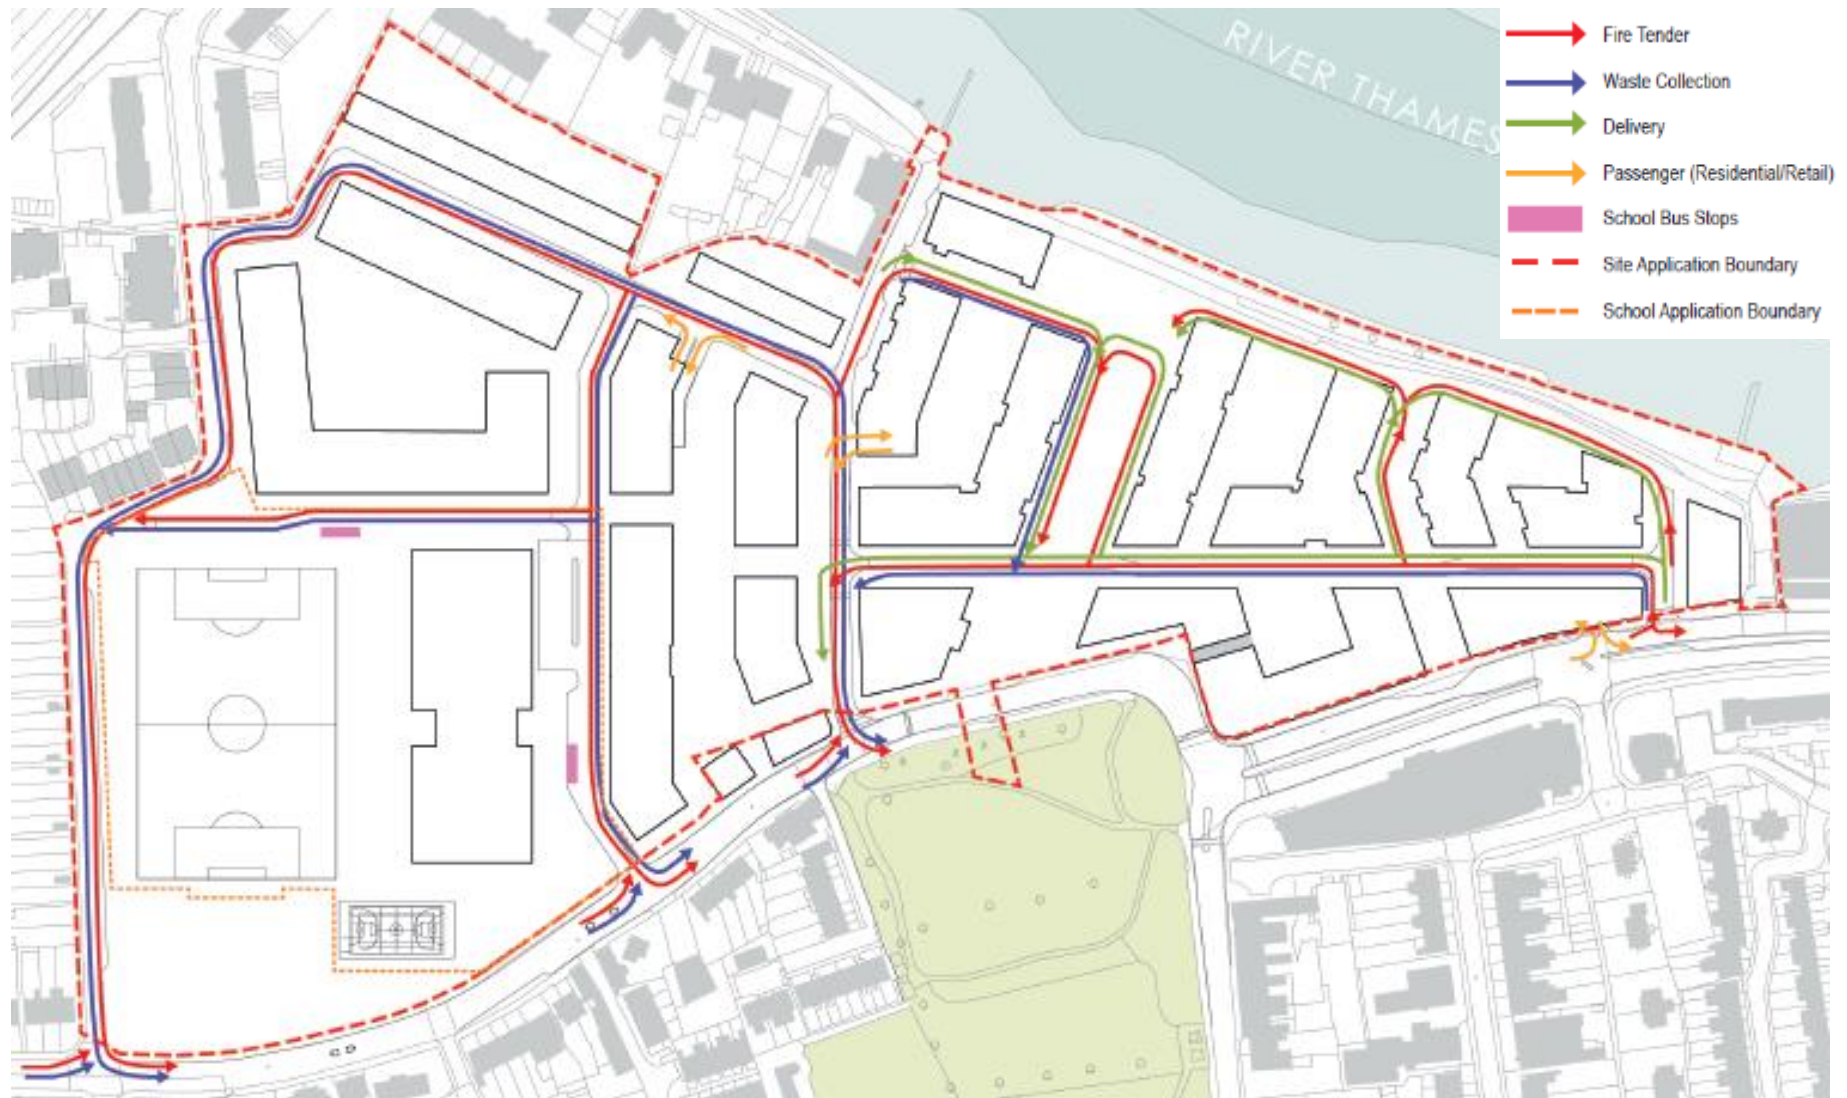 RIVER THAMES
Fire Tender
Waste Collection
Delivery
Passenger (Residential/Retail)
School Bus Stops
Site Application Boundary
School Application Boundary